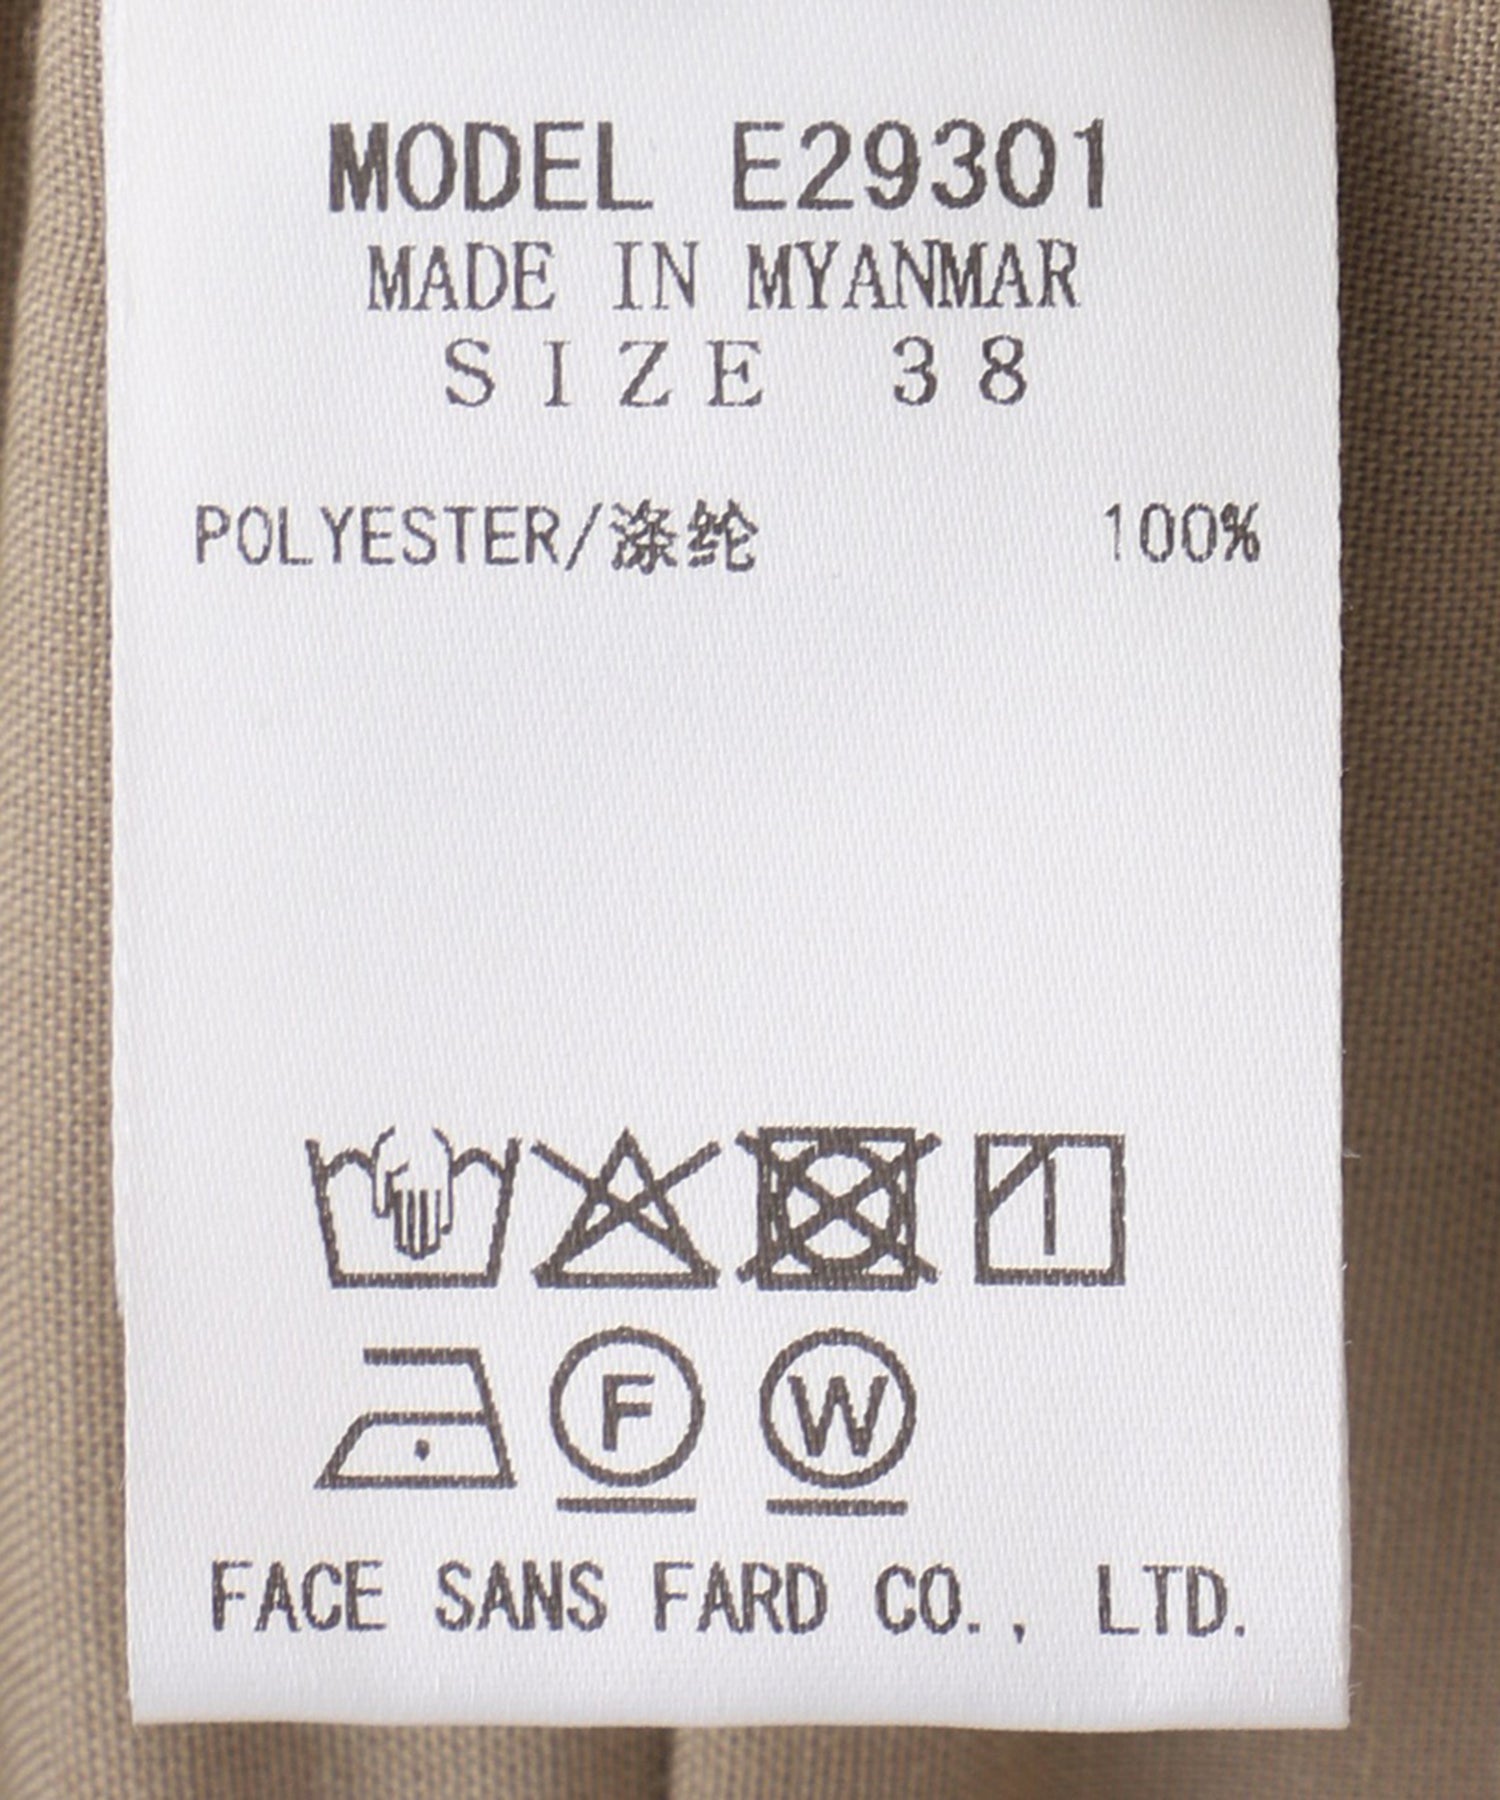 MODEL E29301
MADE IN MYANMAR
SIZE 38
POLYESTER/涤纶 100%
F W
FACE SANS FARD CO., LTD.